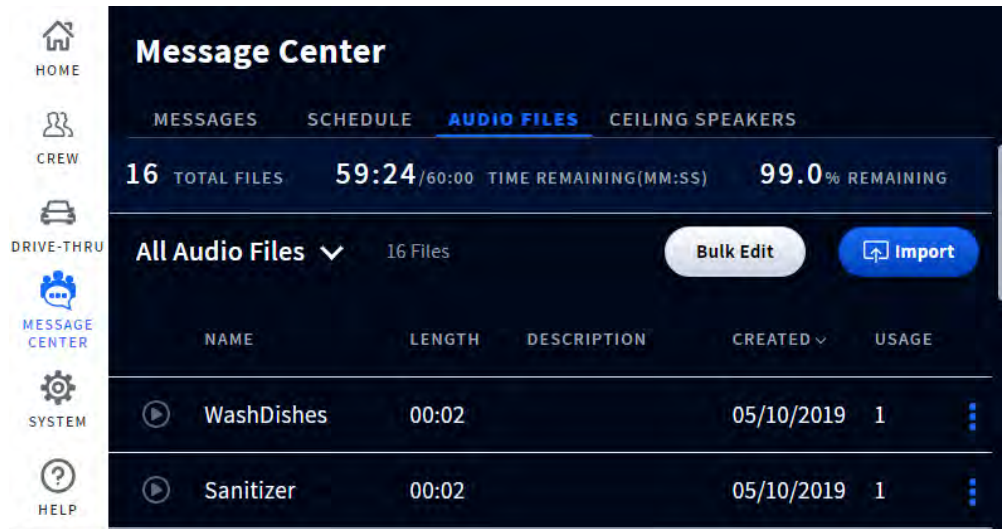 HOME
CREW
DRIVE-THRU
MESSAGE
CENTER
SYSTEM
HELP
Message Center
MESSAGES SCHEDULE AUDIO FILES CEILING SPEAKERS
16 TOTAL FILES 59:24/60:00 TIME REMAINING(MM:SS) 99.0% REMAINING
All Audio Files 16 Files Bulk Edit Import
NAME LENGTH DESCRIPTION CREATED USAGE
WashDishes 00:02 05/10/2019 1
Sanitizer 00:02 05/10/2019 1